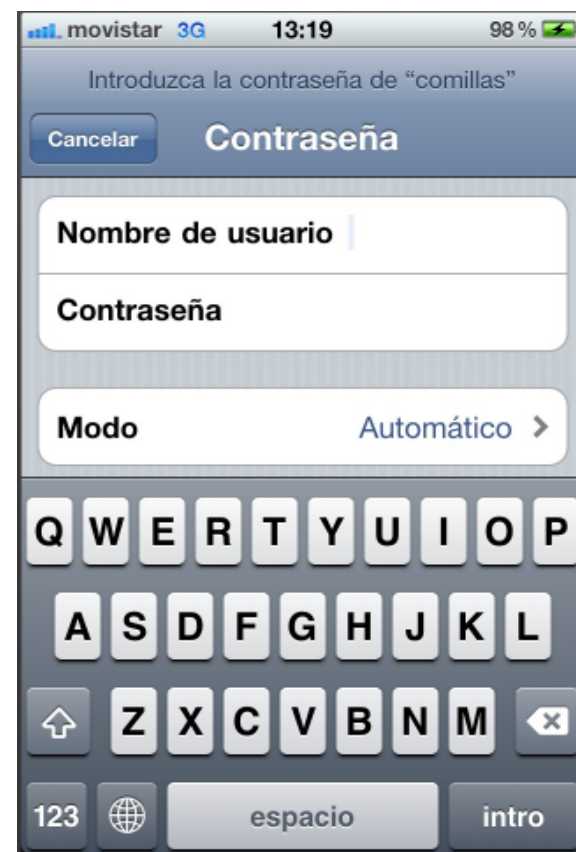 movistar 3G 13:19 98 %
Introduzca la contraseña de “comillas”
Cancelar Contraseña
Nombre de usuario
Contraseña
Modo Automático
Q W E R T Y U I O P
A S D F G H J K L
Z X C V B N M
123 espacio intro